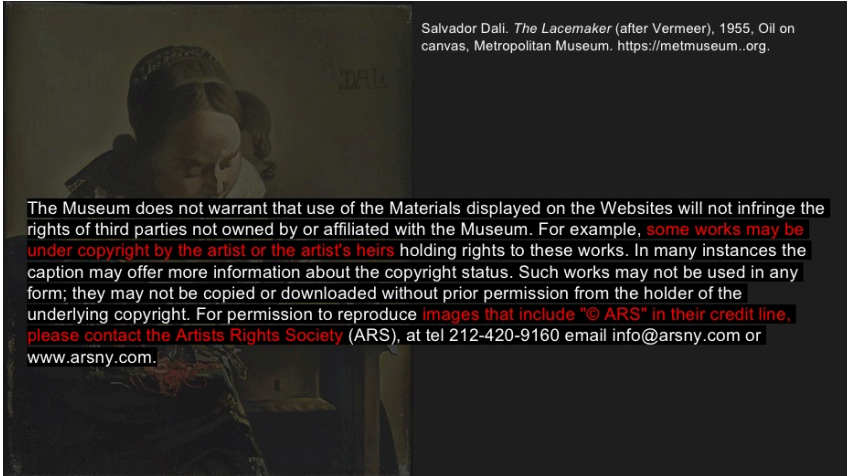 Salvador Dali. The Lacemaker (after Vermeer), 1955, Oil on
canvas, Metropolitan Museum. https://metmuseum..org.
DALI
The Museum does not warrant that use of the Materials displayed on the Websites will not infringe the
rights of third parties not owned by or affiliated with the Museum. For example, some works may be
under copyright by the artist or the artist's heirs holding rights to these works. In many instances the
caption may offer more information about the copyright status. Such works may not be used in any
form; they may not be copied or downloaded without prior permission from the holder of the
underlying copyright. For permission to reproduce images that include "© ARS" in their credit line,
please contact the Artists Rights Society (ARS), at tel 212-420-9160 email info@arsny.com or
www.arsny.com.